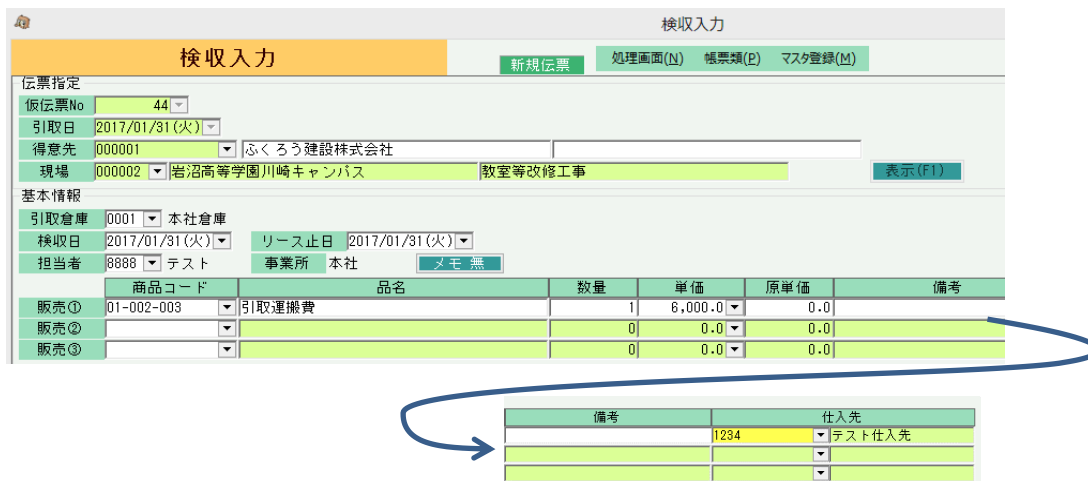 検収入力
検収入力 新規伝票 処理画面(N) 帳票類(P) マスタ登録(M)
伝票指定
仮伝票No 44
引取日 2017/01/31(火)
得意先 000001 ふくろう建設株式会社
現場 000002 岩沼高等学園川崎キャンパス 教室等改修工事 表示(F1)
基本情報
引取倉庫 0001 本社倉庫
検収日 2017/01/31(火) リース止日 2017/01/31(火)
担当者 8888 テスト 事業所 本社 メモ無
商品コード 品名 数量 単価 原単価 備考
販売① 01-002-003 引取運搬費 1 6,000.0 0.0
販売② 0 0.0 0.0
販売③ 0 0.0 0.0
備考 仕入先
1234 テスト仕入先